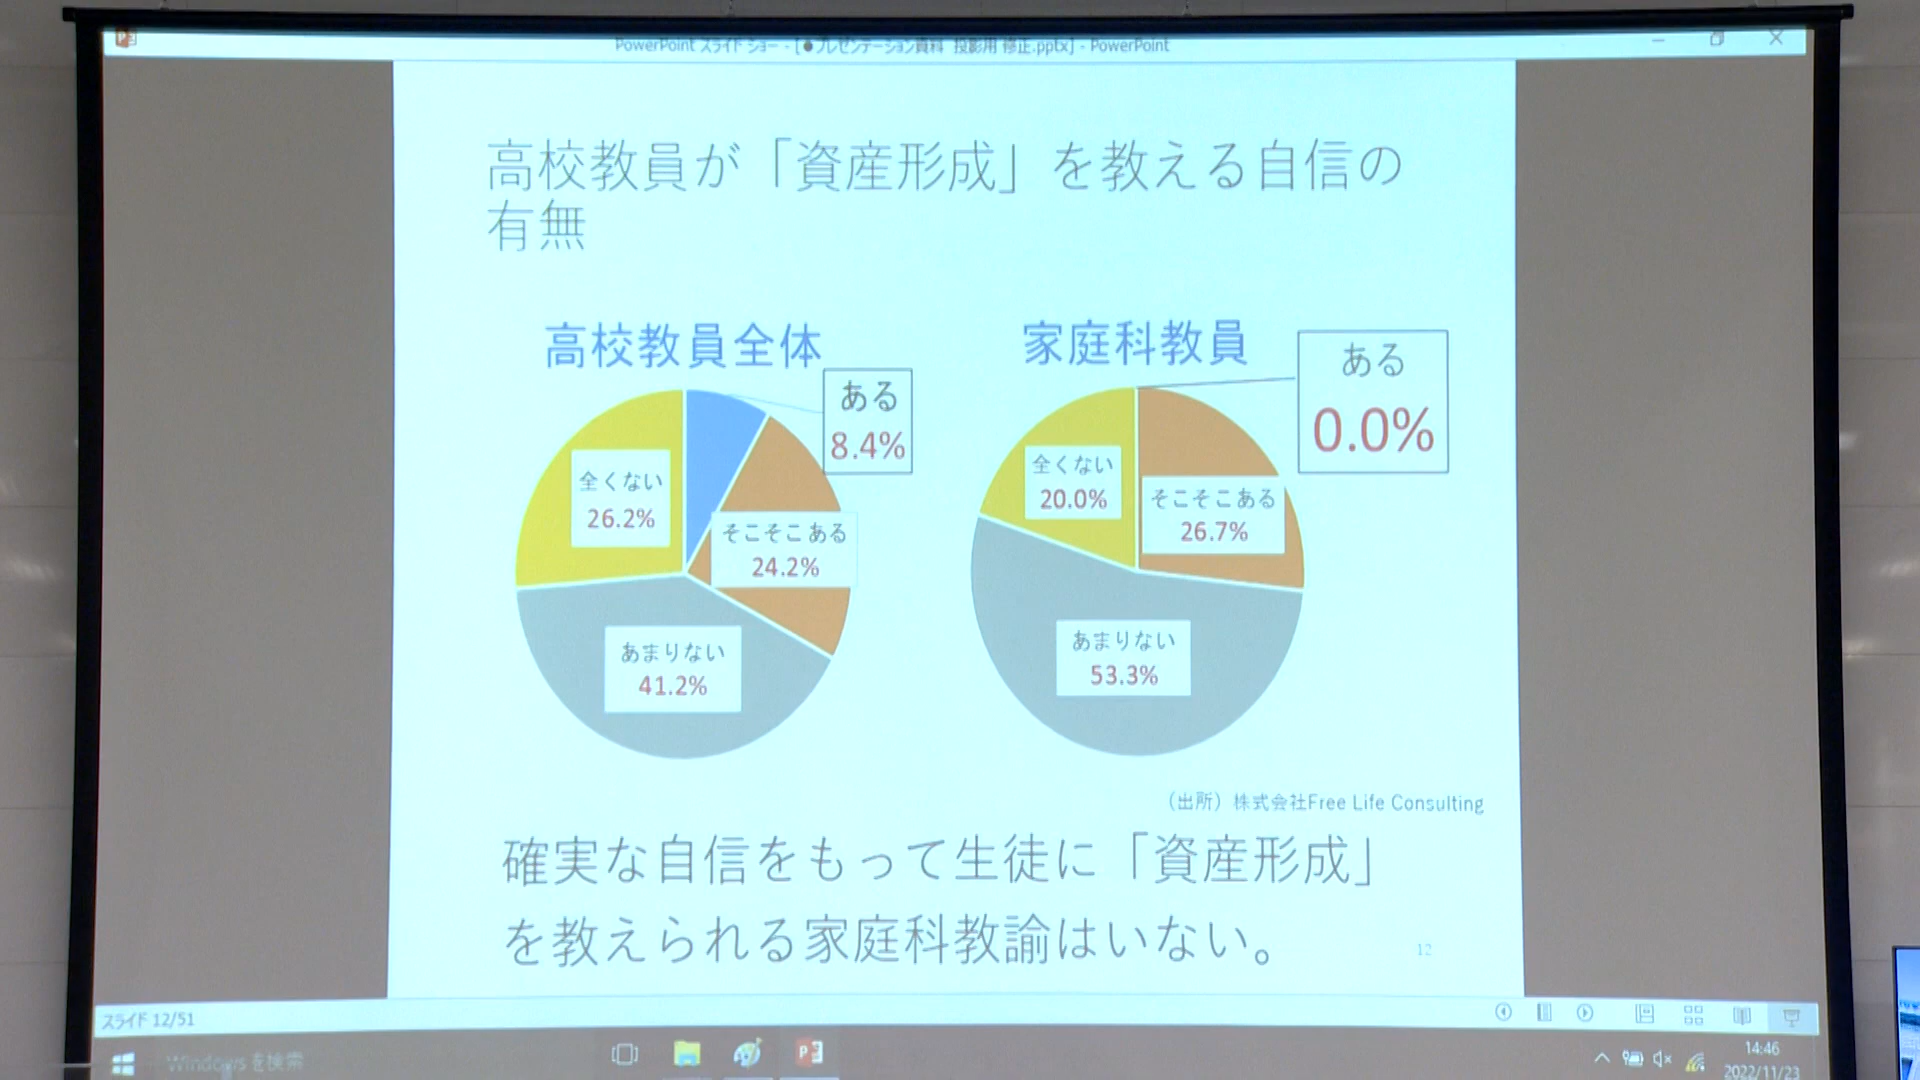 PowerPoint スライド ショー - [●プレゼンテーション資料 投影用 修正.pptx] - PowerPoint
高校教員が「資産形成」を教える自信の
有無
高校教員全体
家庭科教員
ある
8.4%
全くない
26.2%
そこそこある
24.2%
あまりない
41.2%
ある
0.0%
全くない
20.0%
そこそこある
26.7%
あまりない
53.3%
（出所）株式会社Free Life Consulting
確実な自信をもって生徒に「資産形成」
を教えられる家庭科教諭はいない。
12
スライド 12/51
Windows を検索
14:46
2022/11/23